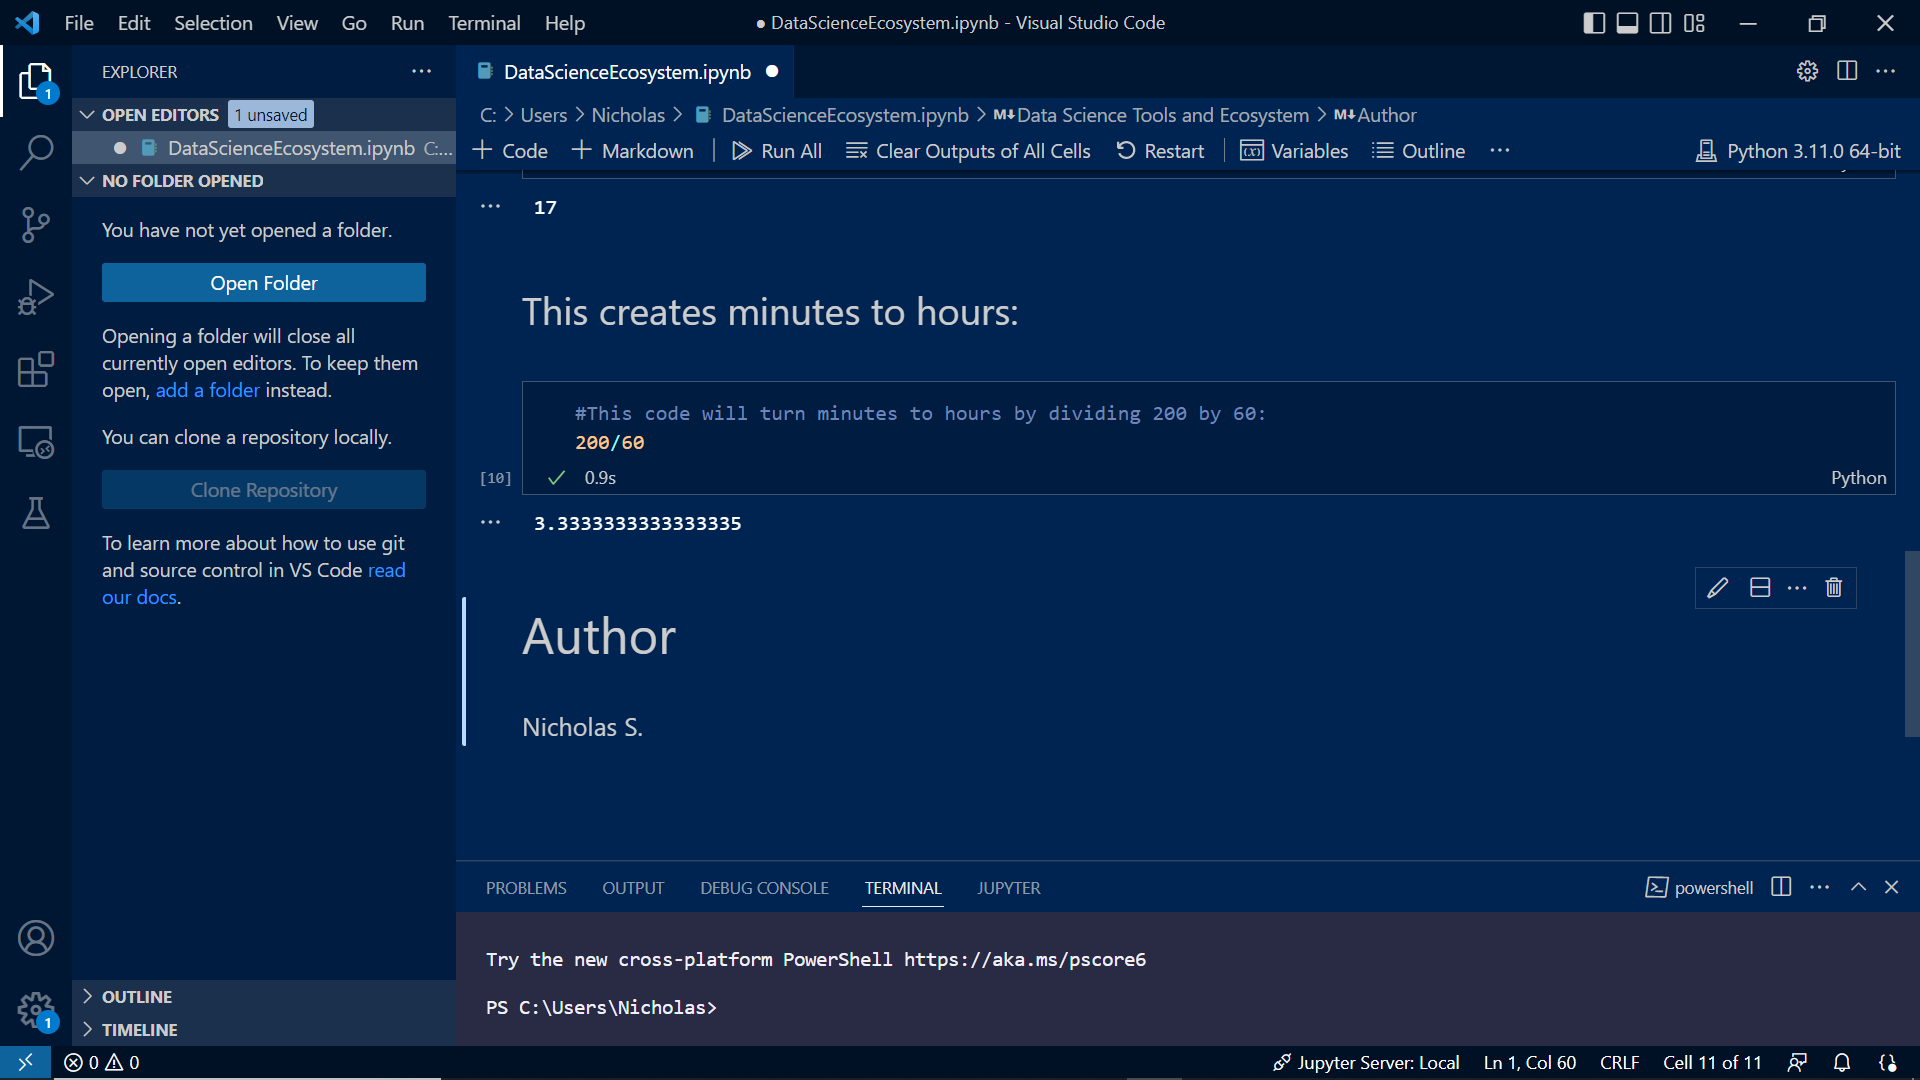 File Edit Selection View Go Run Terminal Help
● DataScienceEcosystem.ipynb - Visual Studio Code
EXPLORER
OPEN EDITORS 1 unsaved
DataScienceEcosystem.ipynb C:...
NO FOLDER OPENED
You have not yet opened a folder.
Open Folder
Opening a folder will close all
currently open editors. To keep them
open, add a folder instead.
You can clone a repository locally.
Clone Repository
To learn more about how to use git
and source control in VS Code read
our docs.
OUTLINE
TIMELINE
DataScienceEcosystem.ipynb
C: > Users > Nicholas > DataScienceEcosystem.ipynb > M↓Data Science Tools and Ecosystem > M↓Author
+ Code + Markdown | Run All Clear Outputs of All Cells Restart | Variables Outline ...
Python 3.11.0 64-bit
17
This creates minutes to hours:
#This code will turn minutes to hours by dividing 200 by 60:
200/60
[10] ✓ 0.9s Python
3.3333333333333335
Author
Nicholas S.
PROBLEMS OUTPUT DEBUG CONSOLE TERMINAL JUPYTER
powershell
Try the new cross-platform PowerShell https://aka.ms/pscore6
PS C:\Users\Nicholas>
1
1
0 0
Jupyter Server: Local Ln 1, Col 60 CRLF Cell 11 of 11